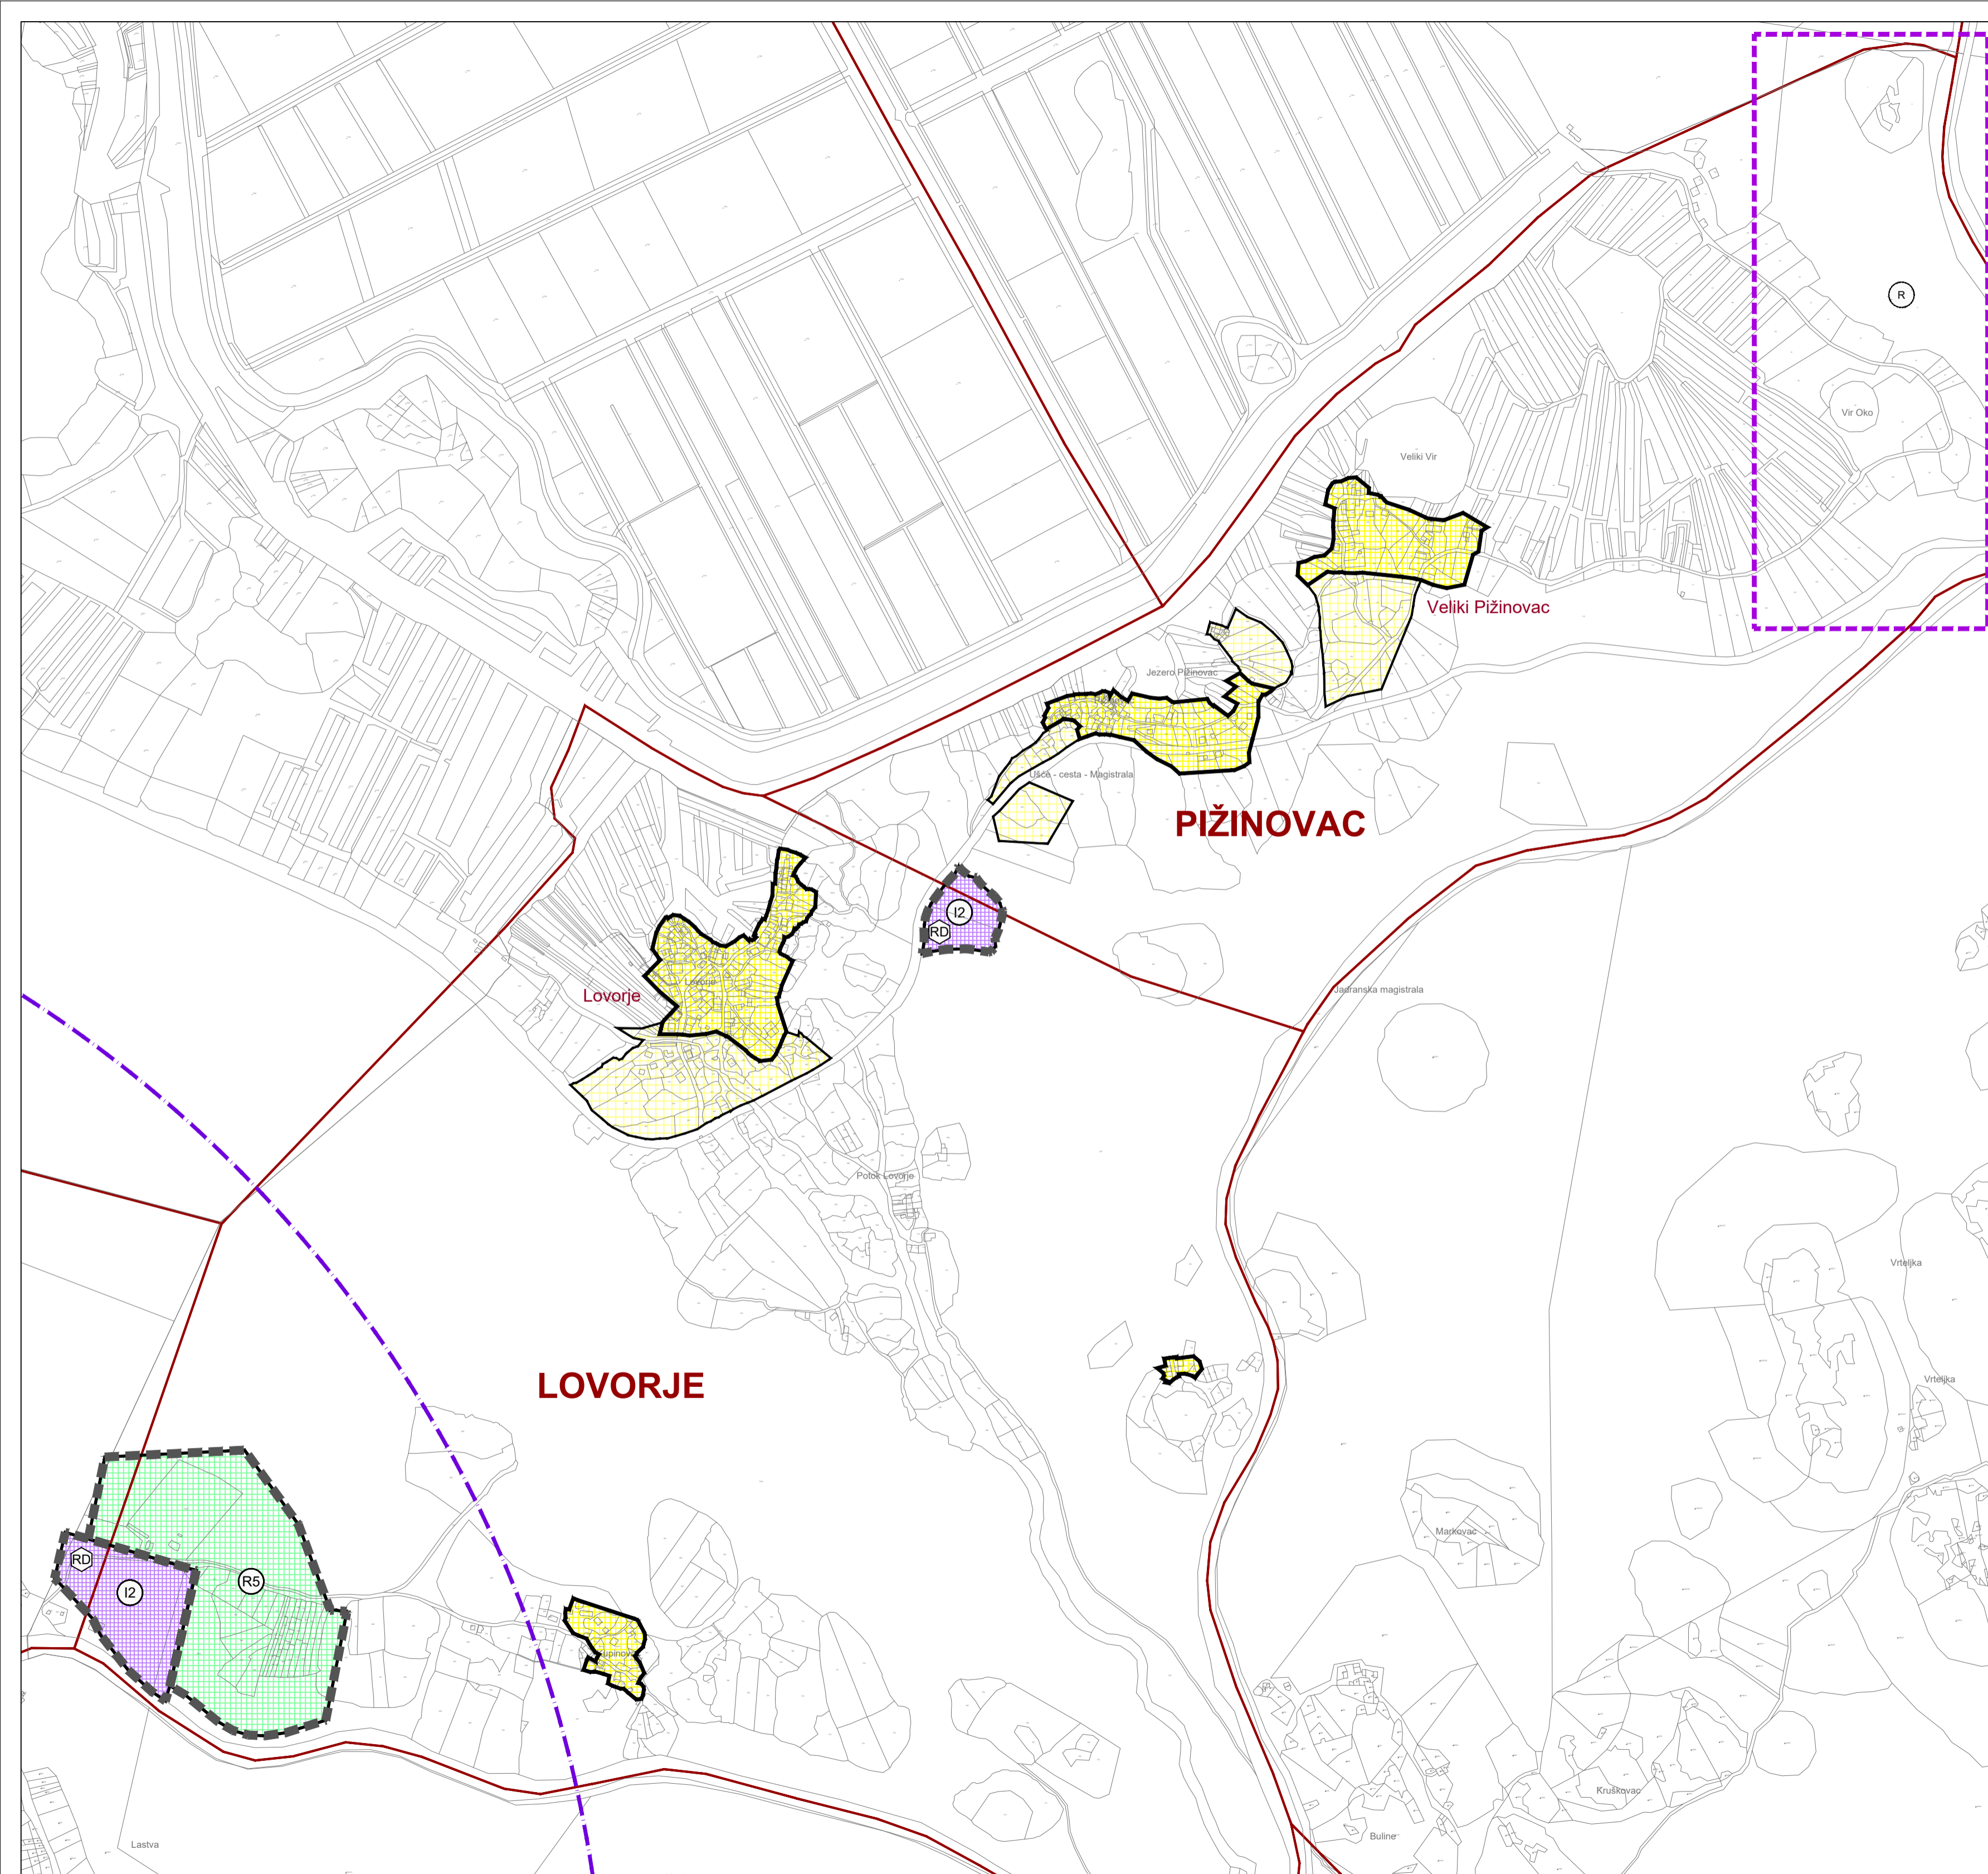 R
Vir Oko
Veliki Vir
Veliki Pižinovac
Jezero Pižinovac
Ušće - cesta - Magistrala
PIŽINOVAC
I2
RD
Lovorje
Lovorje
Jadranska magistrala
Potok Lovorje
Vrteljka
Vrteljka
LOVORJE
Markovac
RD
R5
I2
Kruškovac
Buline
Lastva